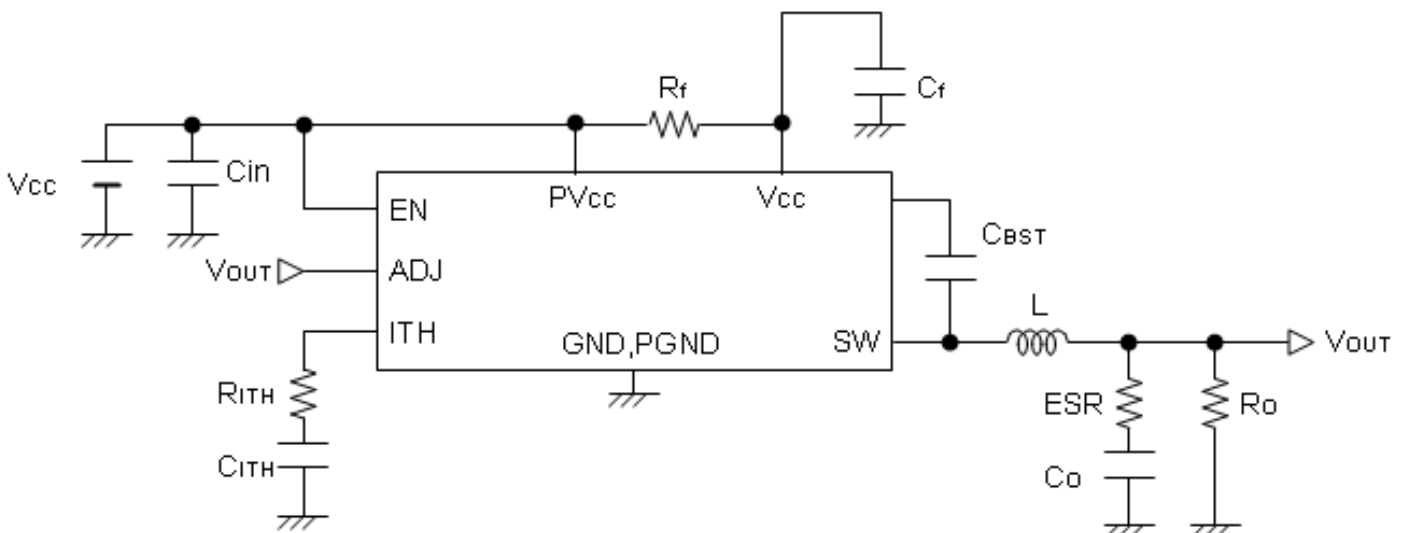 Rf
Cf
Vcc
Cin
PVcc
Vcc
EN
CBST
VOUT
ADJ
L
ITH
GND,PGND
SW
VOUT
RITH
ESR
Ro
CITH
Co